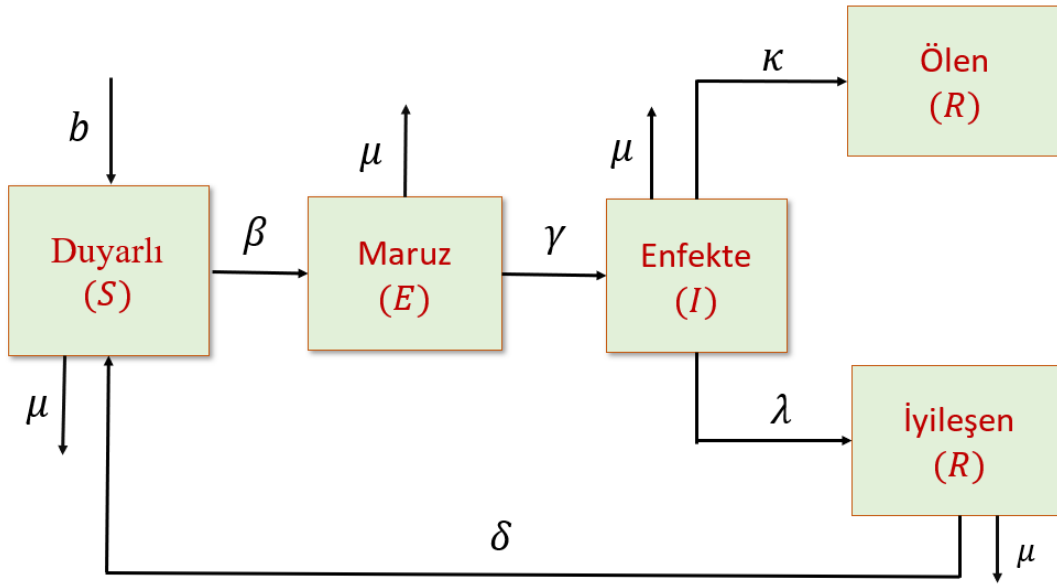 Ölen
(R)
κ
b
μ
μ
Duyarlı
(S)
β
Maruz
(E)
γ
Enfekte
(I)
μ
λ
İyileşen
(R)
δ
μ